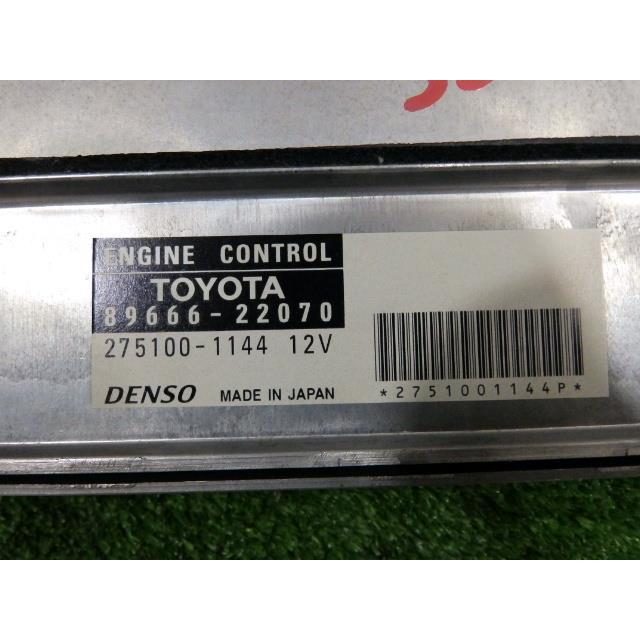 ENGINE CONTROL
TOYOTA
89666-22070
275100-1144 12V
DENSO MADE IN JAPAN
*2751001144P*